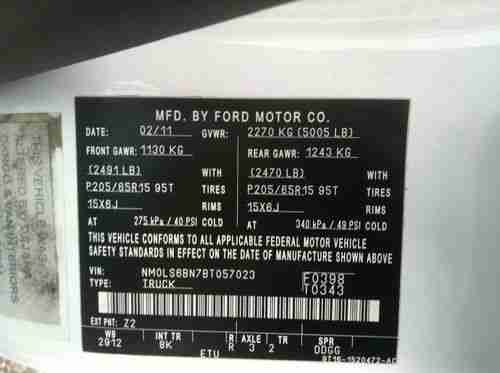 MFD. BY FORD MOTOR CO.
DATE: 02/11 GVWR: 2270 KG (5005 LB)
FRONT GAWR: 1130 KG REAR GAWR: 1243 KG
(2491 LB) WITH (2470 LB) WITH
P205/65R15 95T TIRES P205/65R15 95T TIRES
15X6J RIMS 15X6J RIMS
AT 275 kPa / 40 PSI COLD AT 340 kPa / 49 PSI COLD
THIS VEHICLE CONFORMS TO ALL APPLICABLE FEDERAL MOTOR VEHICLE
SAFETY STANDARDS IN EFFECT ON THE DATE OF MANUFACTURE SHOWN ABOVE
VIN: NM0LS6BN7BT057023 F0398
TYPE: TRUCK T0343
EXT PNT: Z2
WB INT TR R AXLE TR SPR
2912 8K R 3 2 DDGG
THIS VEHICLE